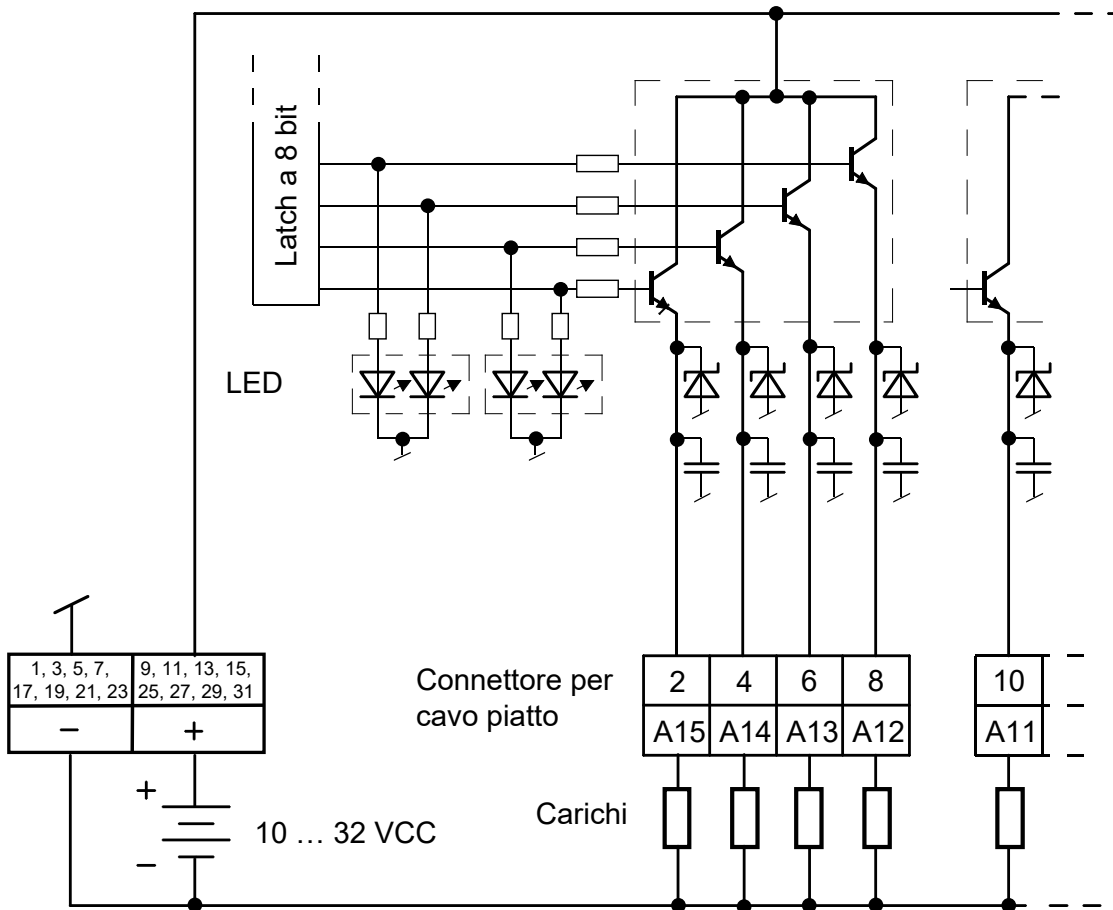 Latch a 8 bit
LED
1, 3, 5, 7,
17, 19, 21, 23
9, 11, 13, 15,
25, 27, 29, 31
−
+
Connettore per
cavo piatto
2
4
6
8
10
A15
A14
A13
A12
A11
+
−
10 … 32 VCC
Carichi